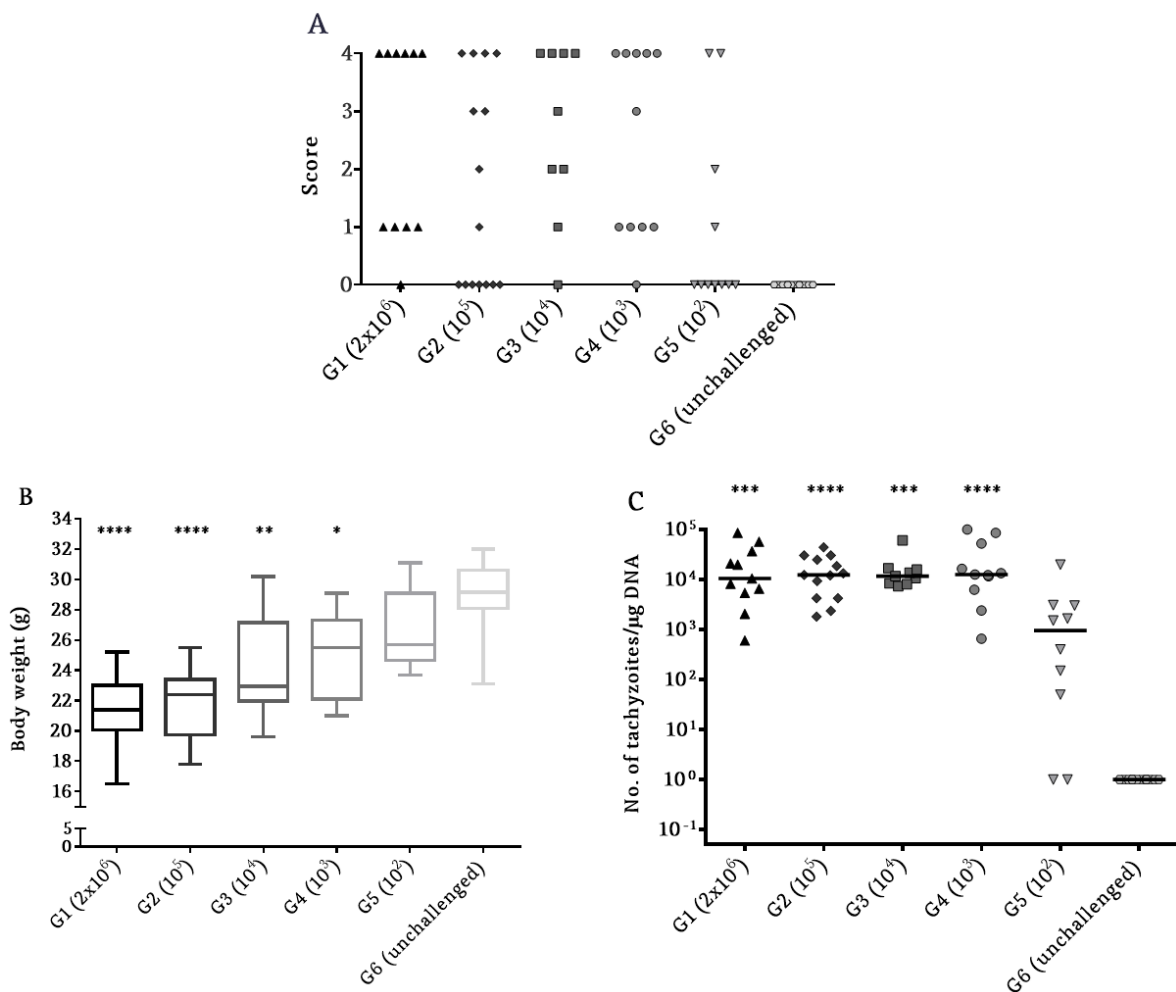 A
Score
4
3
2
1
0
G1 (2x10⁶)
G2 (10⁵)
G3 (10⁴)
G4 (10³)
G5 (10²)
G6 (unchallenged)
B
Body weight (g)
34
32
30
28
26
24
22
20
18
16
5
0
**** **** ** *
G1 (2x10⁶)
G2 (10⁵)
G3 (10⁴)
G4 (10³)
G5 (10²)
G6 (unchallenged)
C
No. of tachyzoites/µg DNA
*** **** *** ****
10⁵
10⁴
10³
10²
10¹
10⁰
10⁻¹
G1 (2x10⁶)
G2 (10⁵)
G3 (10⁴)
G4 (10³)
G5 (10²)
G6 (unchallenged)